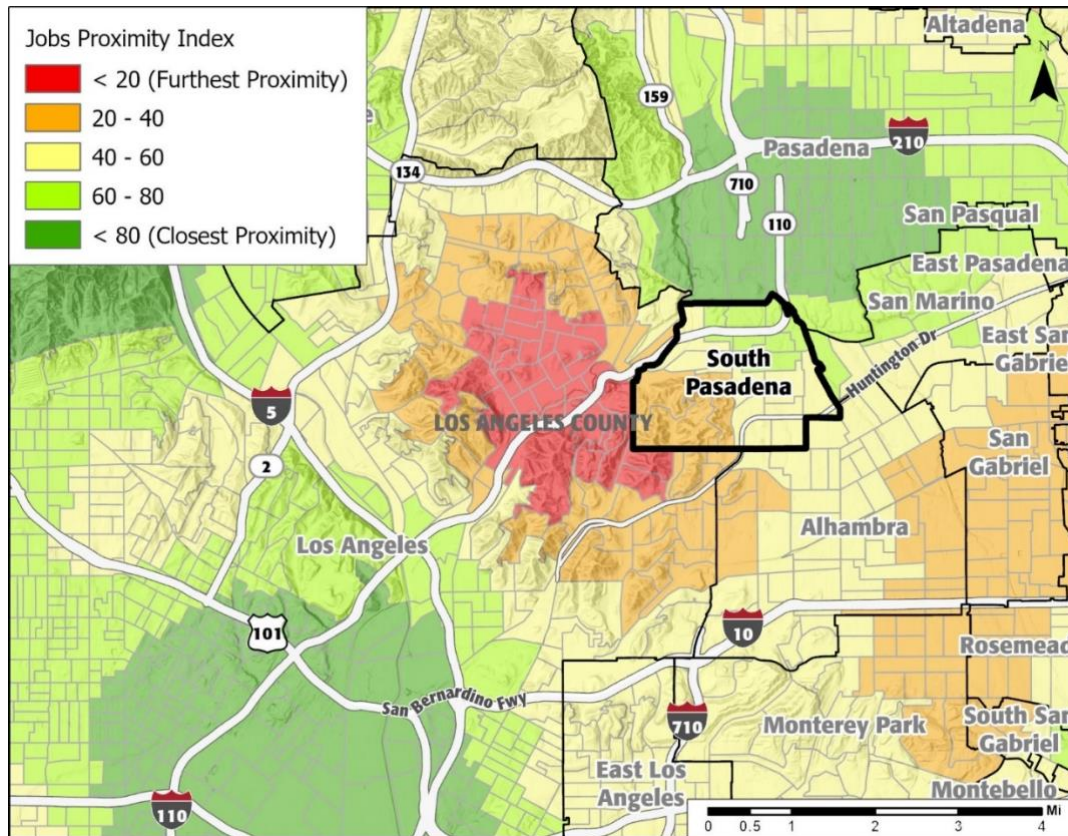 Jobs Proximity Index
< 20 (Furthest Proximity)
20 - 40
40 - 60
60 - 80
< 80 (Closest Proximity)
Altadena
N
159
Pasadena
210
134
710
110
San Pasqual
East Pasadena
San Marino
East San
Gabriel
Huntington Dr
South
Pasadena
LOS ANGELES COUNTY
5
2
San
Gabriel
Alhambra
Los Angeles
101
10
Rosemead
San Bernardino Fwy
710
Monterey Park
South San
Gabriel
East Los
Angeles
Montebello
110
Mi
0 0.5 1 2 3 4